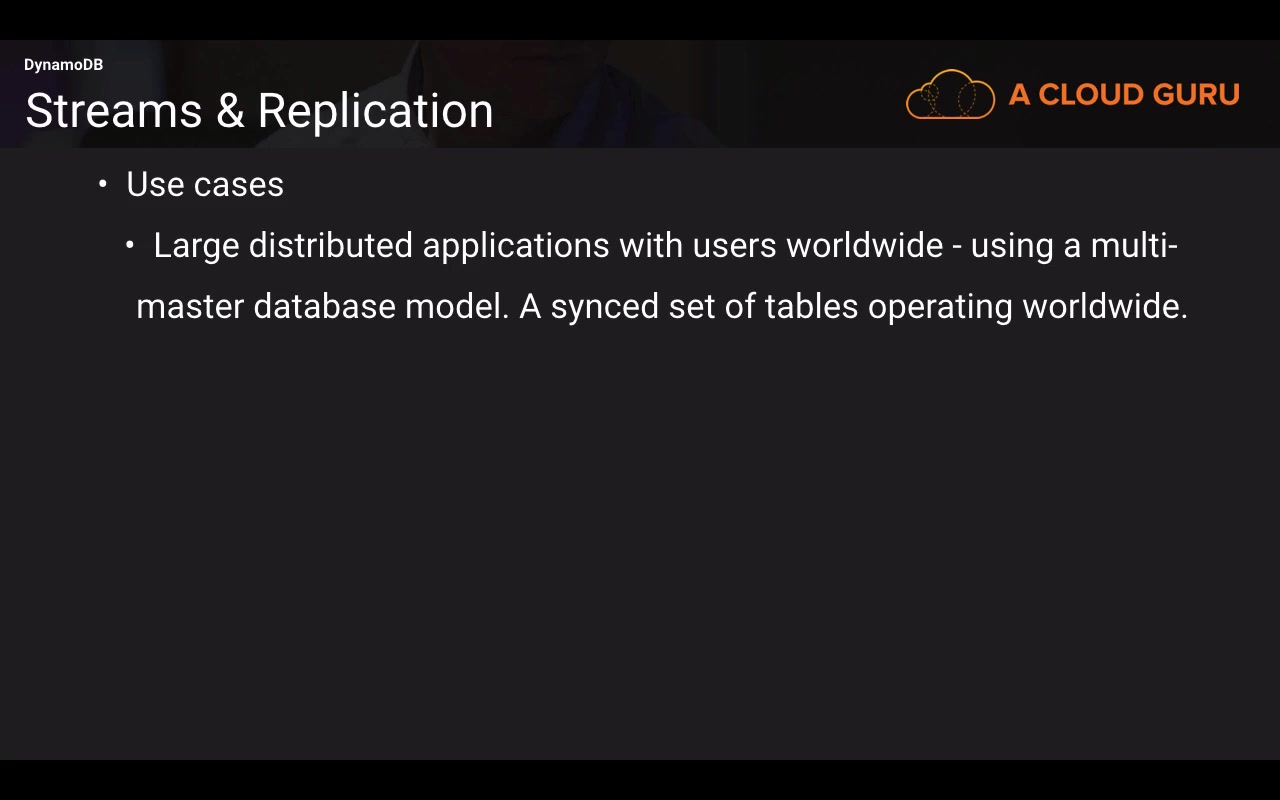 DynamoDB
Streams & Replication
A CLOUD GURU
• Use cases
• Large distributed applications with users worldwide - using a multi-
master database model. A synced set of tables operating worldwide.